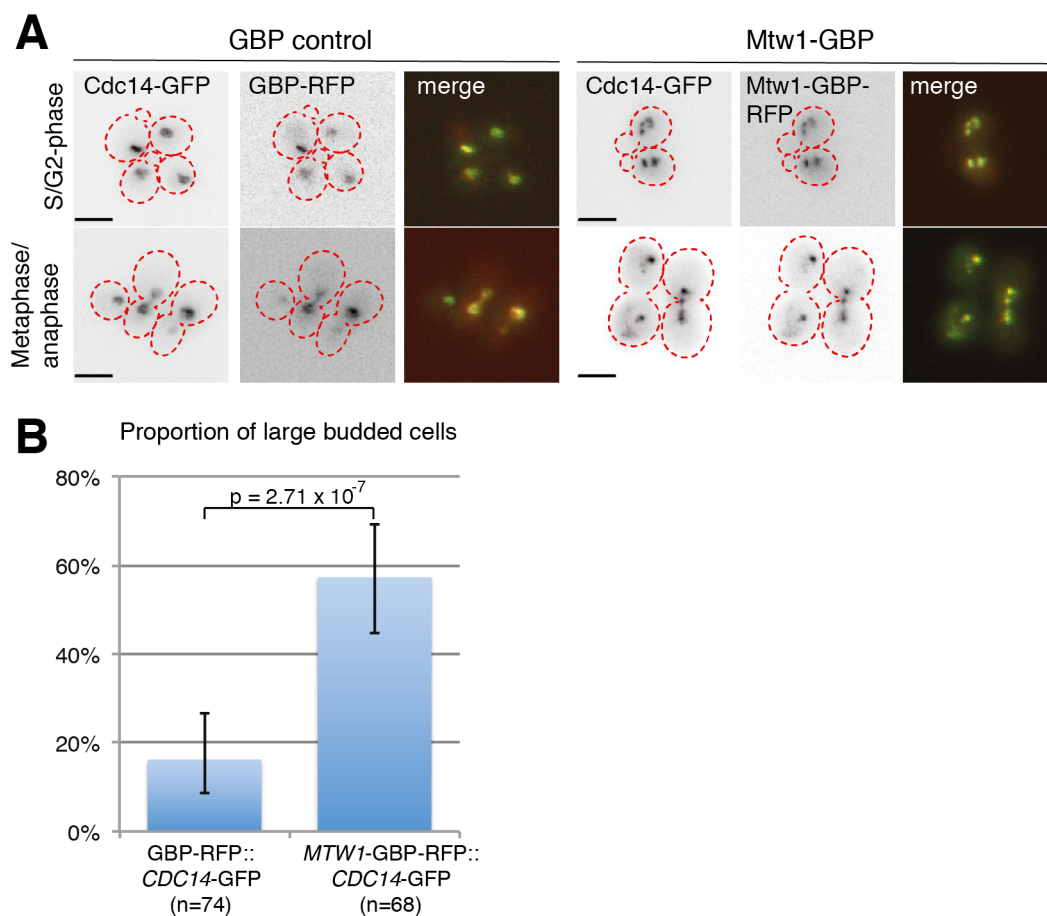 A
GBP control
Mtw1-GBP
Cdc14-GFP
GBP-RFP
merge
Cdc14-GFP
Mtw1-GBP-
RFP
merge
S/G2-phase
Metaphase/
anaphase
B
Proportion of large budded cells
80%
p = 2.71 x 10-7
60%
40%
20%
0%
GBP-RFP::
CDC14-GFP
(n=74)
MTW1-GBP-RFP::
CDC14-GFP
(n=68)